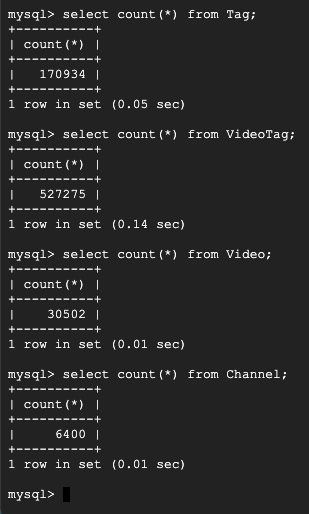 mysql> select count(*) from Tag;
+----------+
| count(*) |
+----------+
|   170934 |
+----------+
1 row in set (0.05 sec)

mysql> select count(*) from VideoTag;
+----------+
| count(*) |
+----------+
|   527275 |
+----------+
1 row in set (0.14 sec)

mysql> select count(*) from Video;
+----------+
| count(*) |
+----------+
|    30502 |
+----------+
1 row in set (0.01 sec)

mysql> select count(*) from Channel;
+----------+
| count(*) |
+----------+
|     6400 |
+----------+
1 row in set (0.01 sec)

mysql>